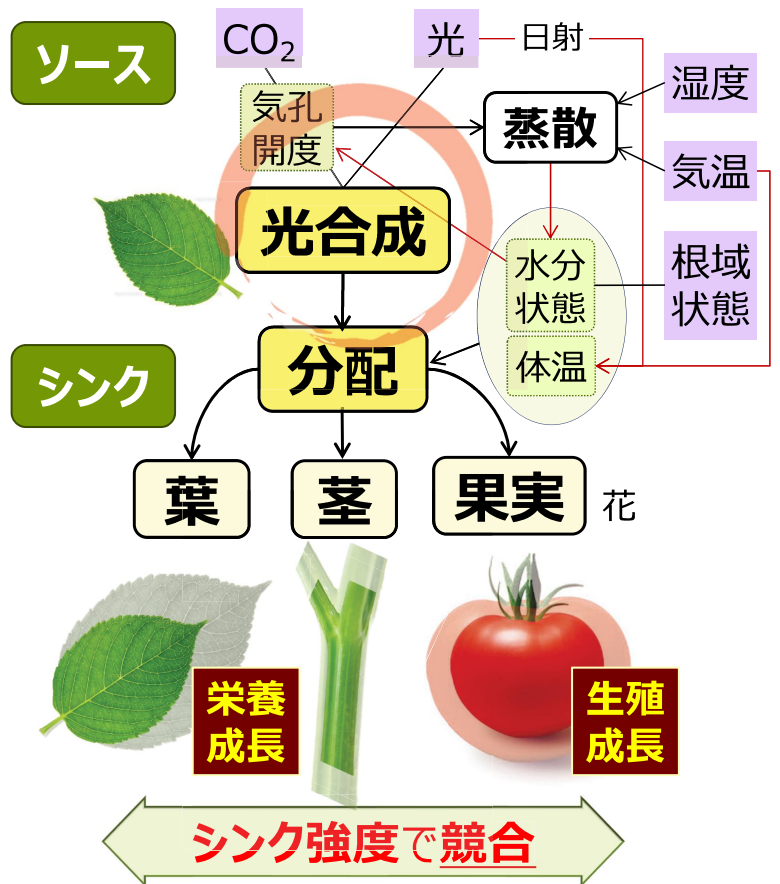 ソース
CO₂
光
日射
気孔
開度
蒸散
湿度
気温
光合成
水分
状態
根域
状態
体温
シンク
分配
葉
茎
果実
花
栄養
成長
生殖
成長
シンク強度で競合